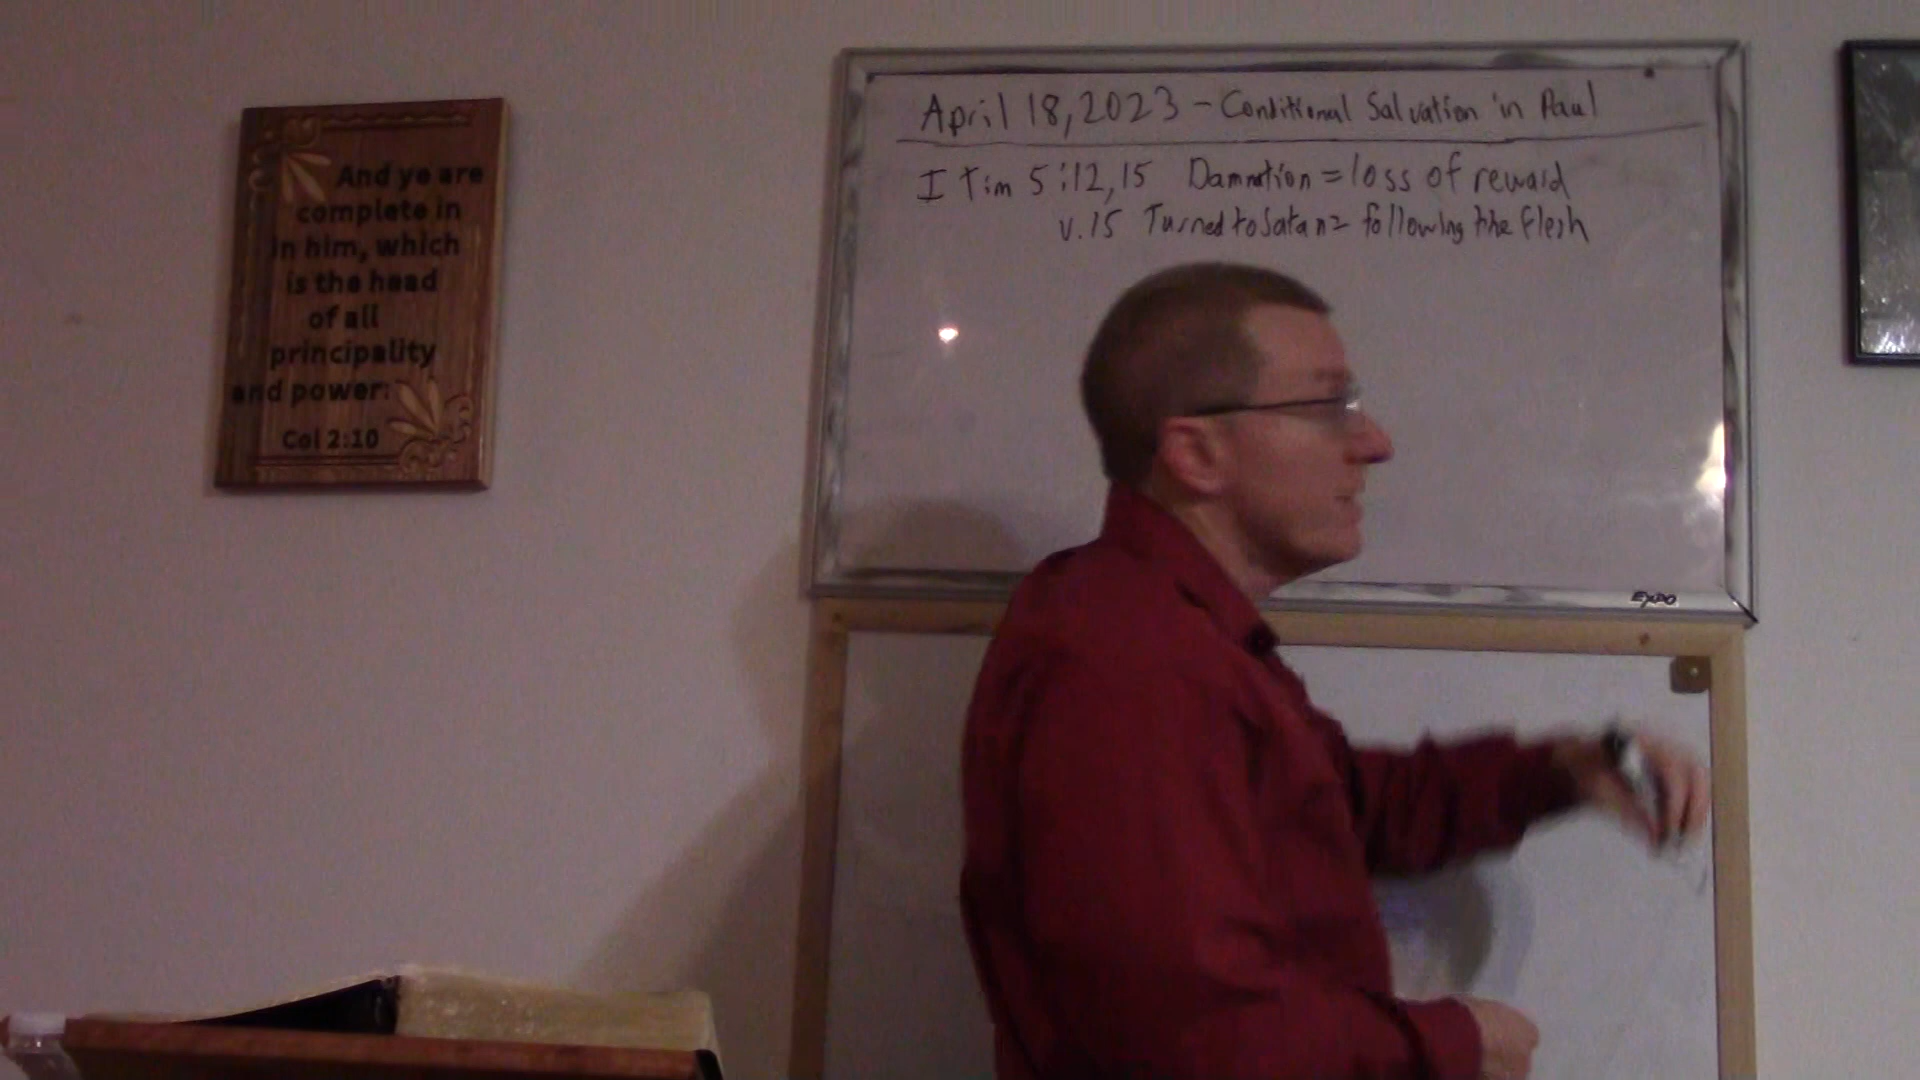 And ye are
complete in
in him, which
is the head
of all
principality
and power:
Col 2:10
April 18, 2023 - Conditional Salvation in Paul
I Tim 5:12, 15 Damnation = loss of reward
v. 15 Turned to Satan = following the flesh
EXPO